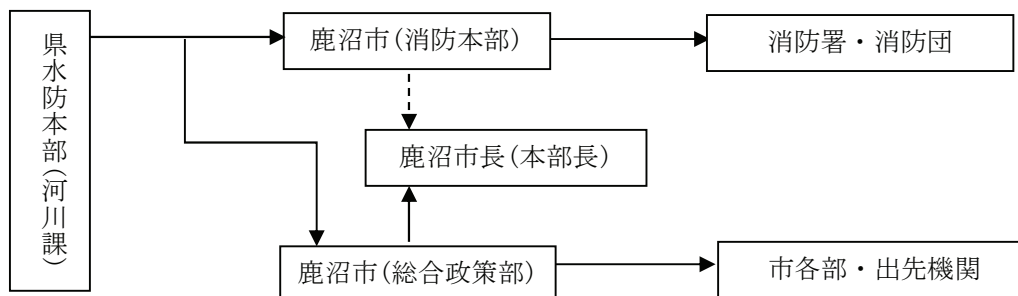 県水防本部(河川課)
鹿沼市(消防本部)
消防署・消防団
鹿沼市長(本部長)
鹿沼市(総合政策部)
市各部・出先機関